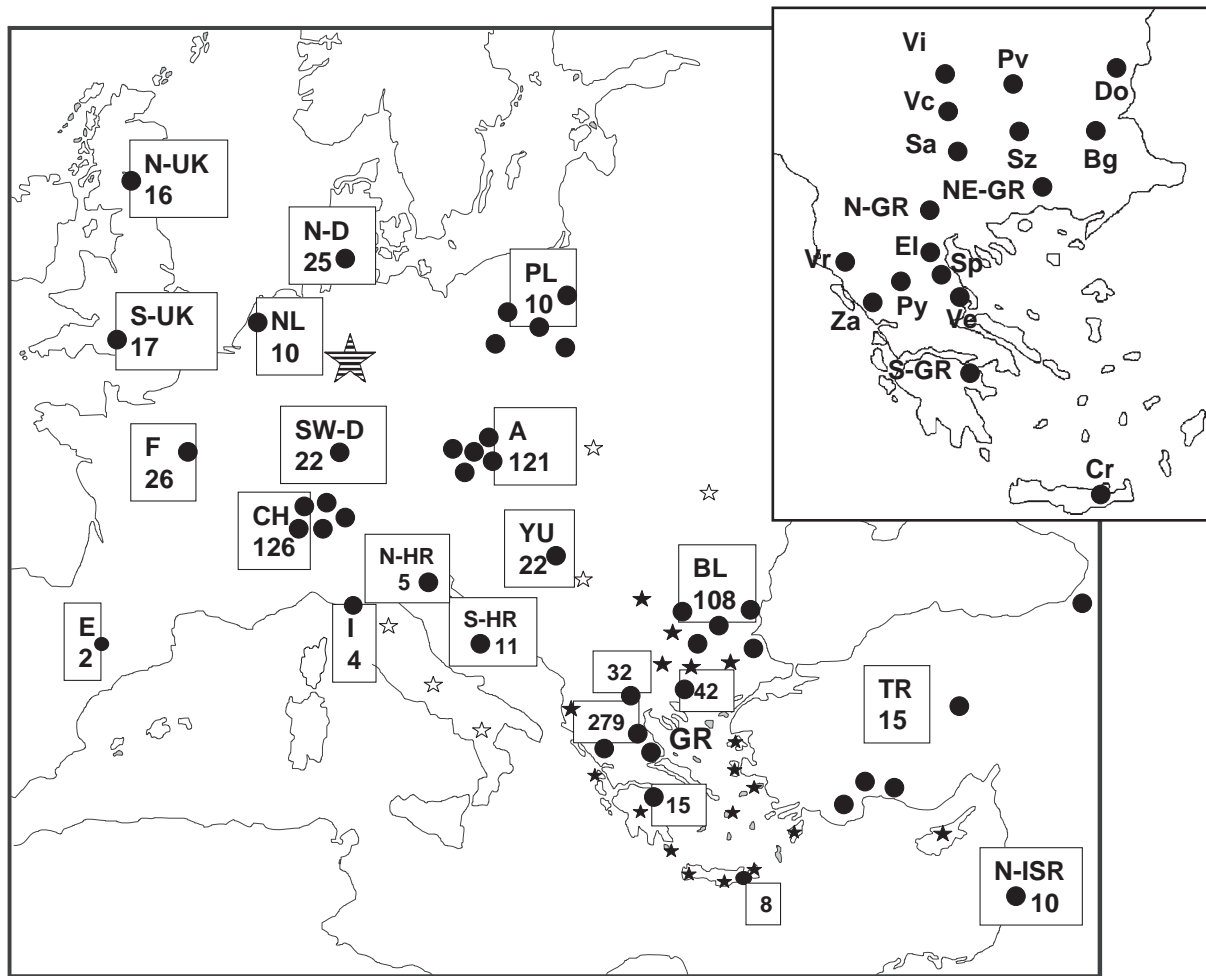 N-UK
16
N-D
25
PL
10
S-UK
17
NL
10
F
26
SW-D
22
A
121
CH
126
YU
22
N-HR
5
BL
108
E
2
I
4
S-HR
11
32
42
279
GR
15
8
TR
15
N-ISR
10
Vi
Pv
Do
Vc
Sa
Sz
Bg
NE-GR
N-GR
El
Sp
Vr
Py
Ve
Za
S-GR
Cr